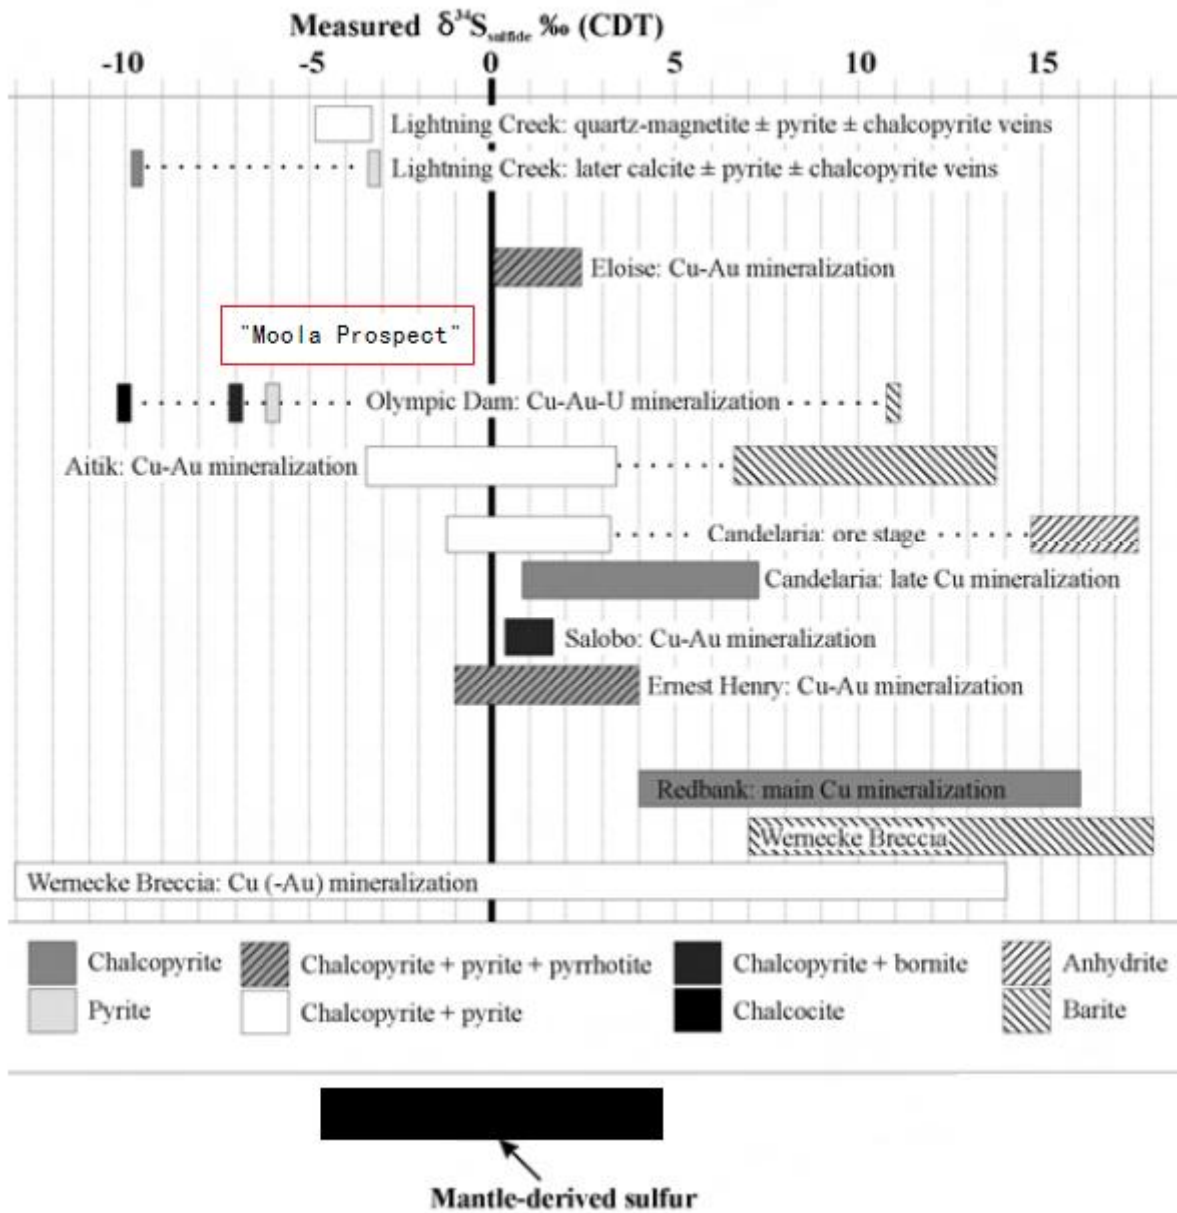 Measured δ³⁴Ssulfide ‰ (CDT)
-10 -5 0 5 10 15
Lightning Creek: quartz-magnetite ± pyrite ± chalcopyrite veins
Lightning Creek: later calcite ± pyrite ± chalcopyrite veins
Eloise: Cu-Au mineralization
"Moola Prospect"
Olympic Dam: Cu-Au-U mineralization
Aitik: Cu-Au mineralization
Candelaria: ore stage
Candelaria: late Cu mineralization
Salobo: Cu-Au mineralization
Ernest Henry: Cu-Au mineralization
Redbank: main Cu mineralization
Wernecke Breccia
Wernecke Breccia: Cu (-Au) mineralization
Chalcopyrite
Chalcopyrite + pyrite + pyrrhotite
Chalcopyrite + bornite
Anhydrite
Pyrite
Chalcopyrite + pyrite
Chalcocite
Barite
Mantle-derived sulfur